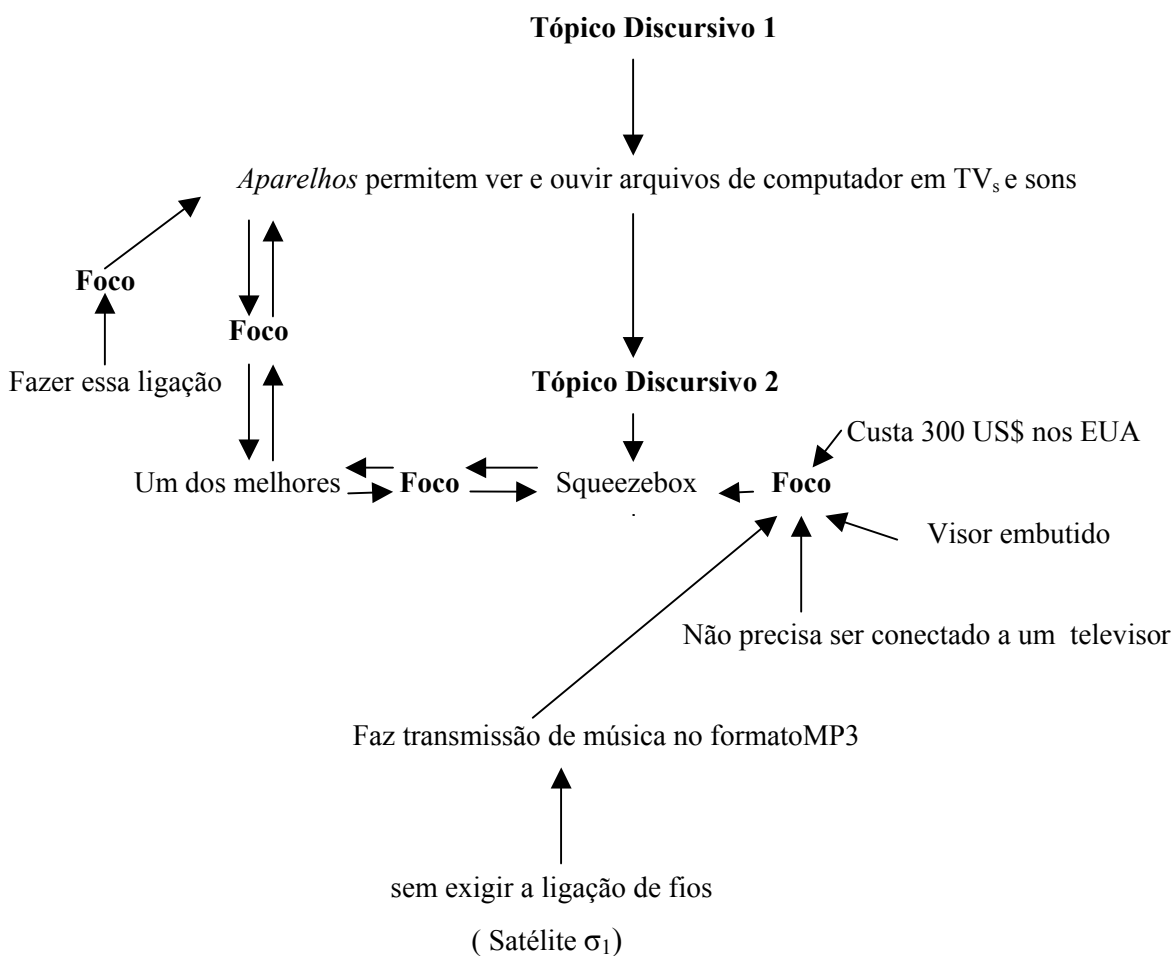 Tópico Discursivo 1
Aparelhos permitem ver e ouvir arquivos de computador em TVs e sons
Foco
Foco
Fazer essa ligação
Tópico Discursivo 2
Custa 300 US$ nos EUA
Um dos melhores
Foco
Squeezebox
Foco
Visor embutido
Não precisa ser conectado a um televisor
Faz transmissão de música no formatoMP3
sem exigir a ligação de fios
( Satélite σ1)